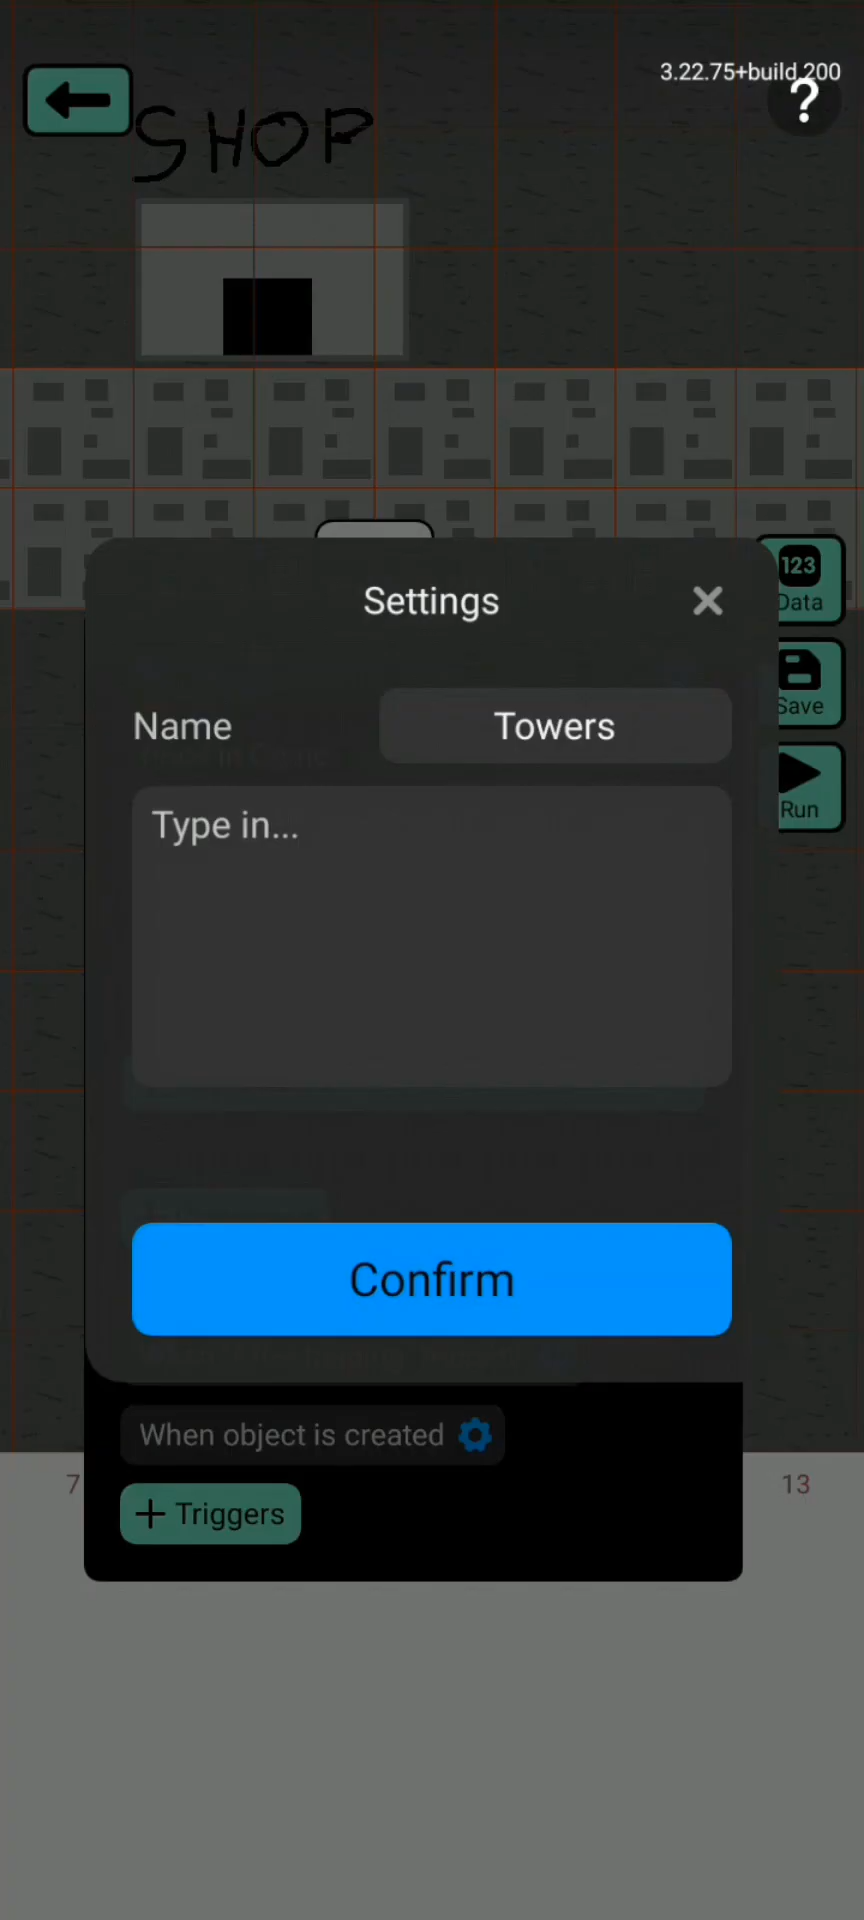 3.22.75+build.200
?
SHOP
Settings
123
Data
Name
Towers
Save
Type in...
Run
Confirm
When object is created
7
13
+ Triggers